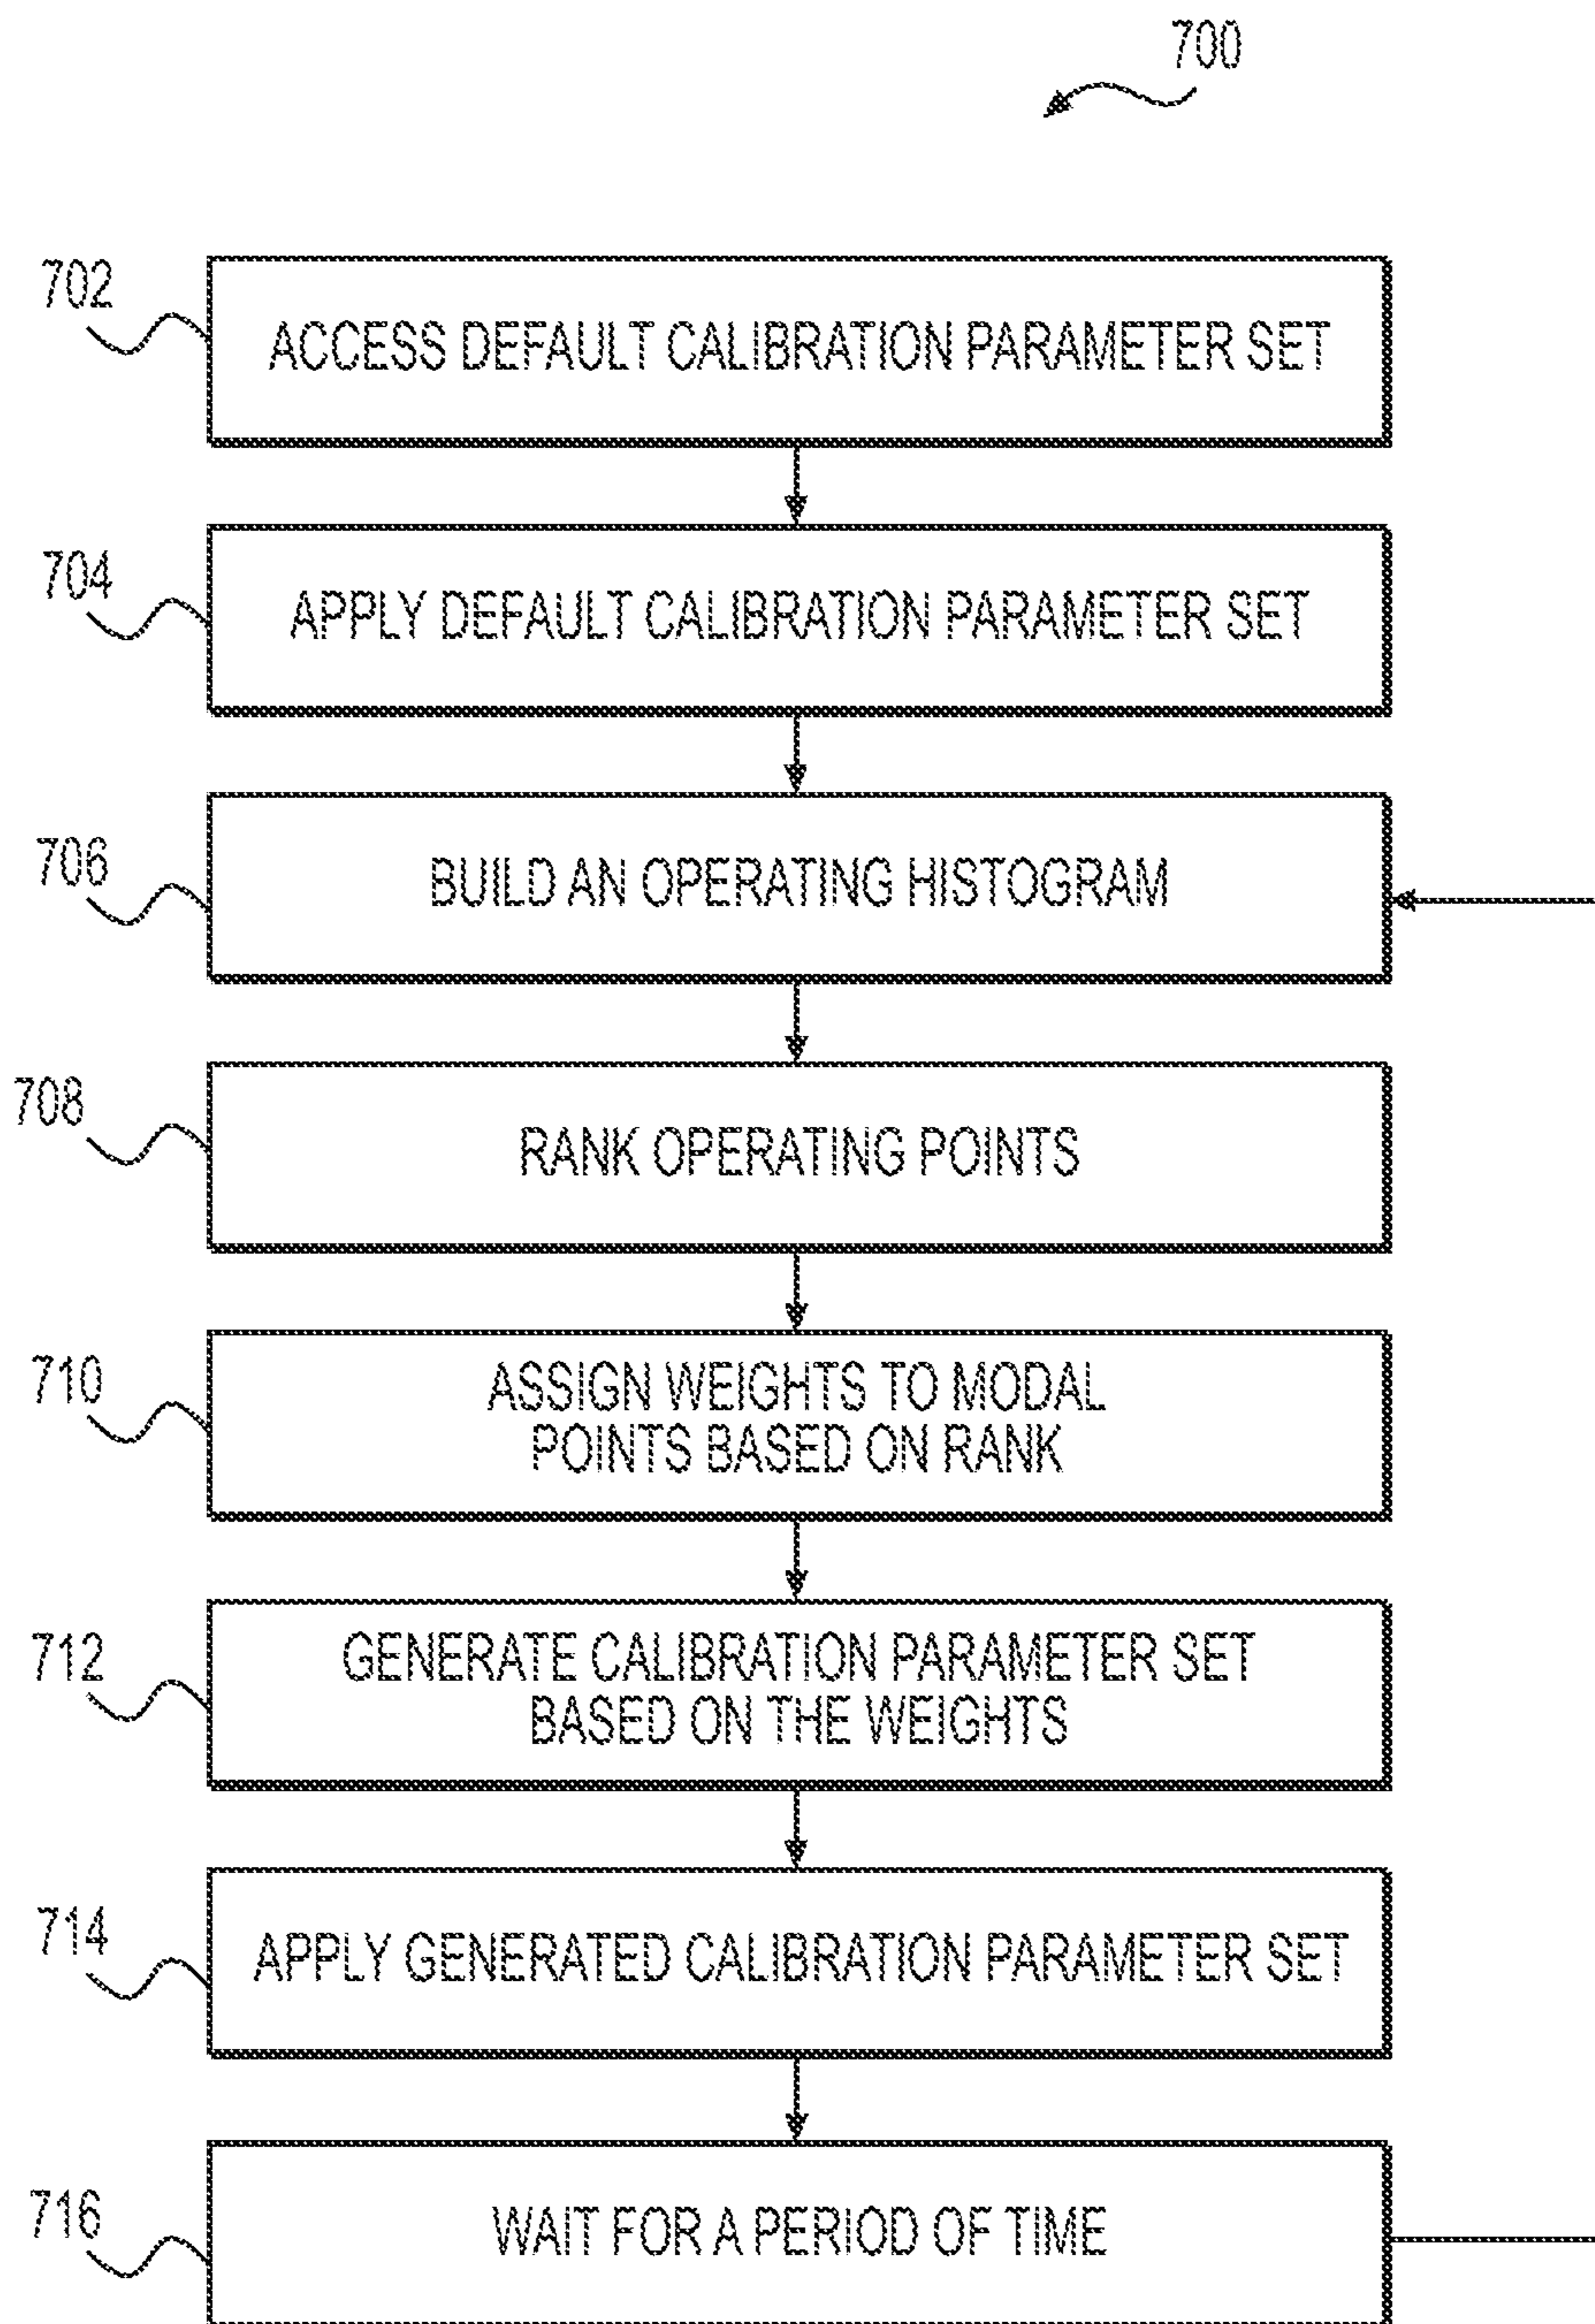 700
702
ACCESS DEFAULT CALIBRATION PARAMETER SET
704
APPLY DEFAULT CALIBRATION PARAMETER SET
706
BUILD AN OPERATING HISTOGRAM
708
RANK OPERATING POINTS
710
ASSIGN WEIGHTS TO MODAL
POINTS BASED ON RANK
712
GENERATE CALIBRATION PARAMETER SET
BASED ON THE WEIGHTS
714
APPLY GENERATED CALIBRATION PARAMETER SET
716
WAIT FOR A PERIOD OF TIME